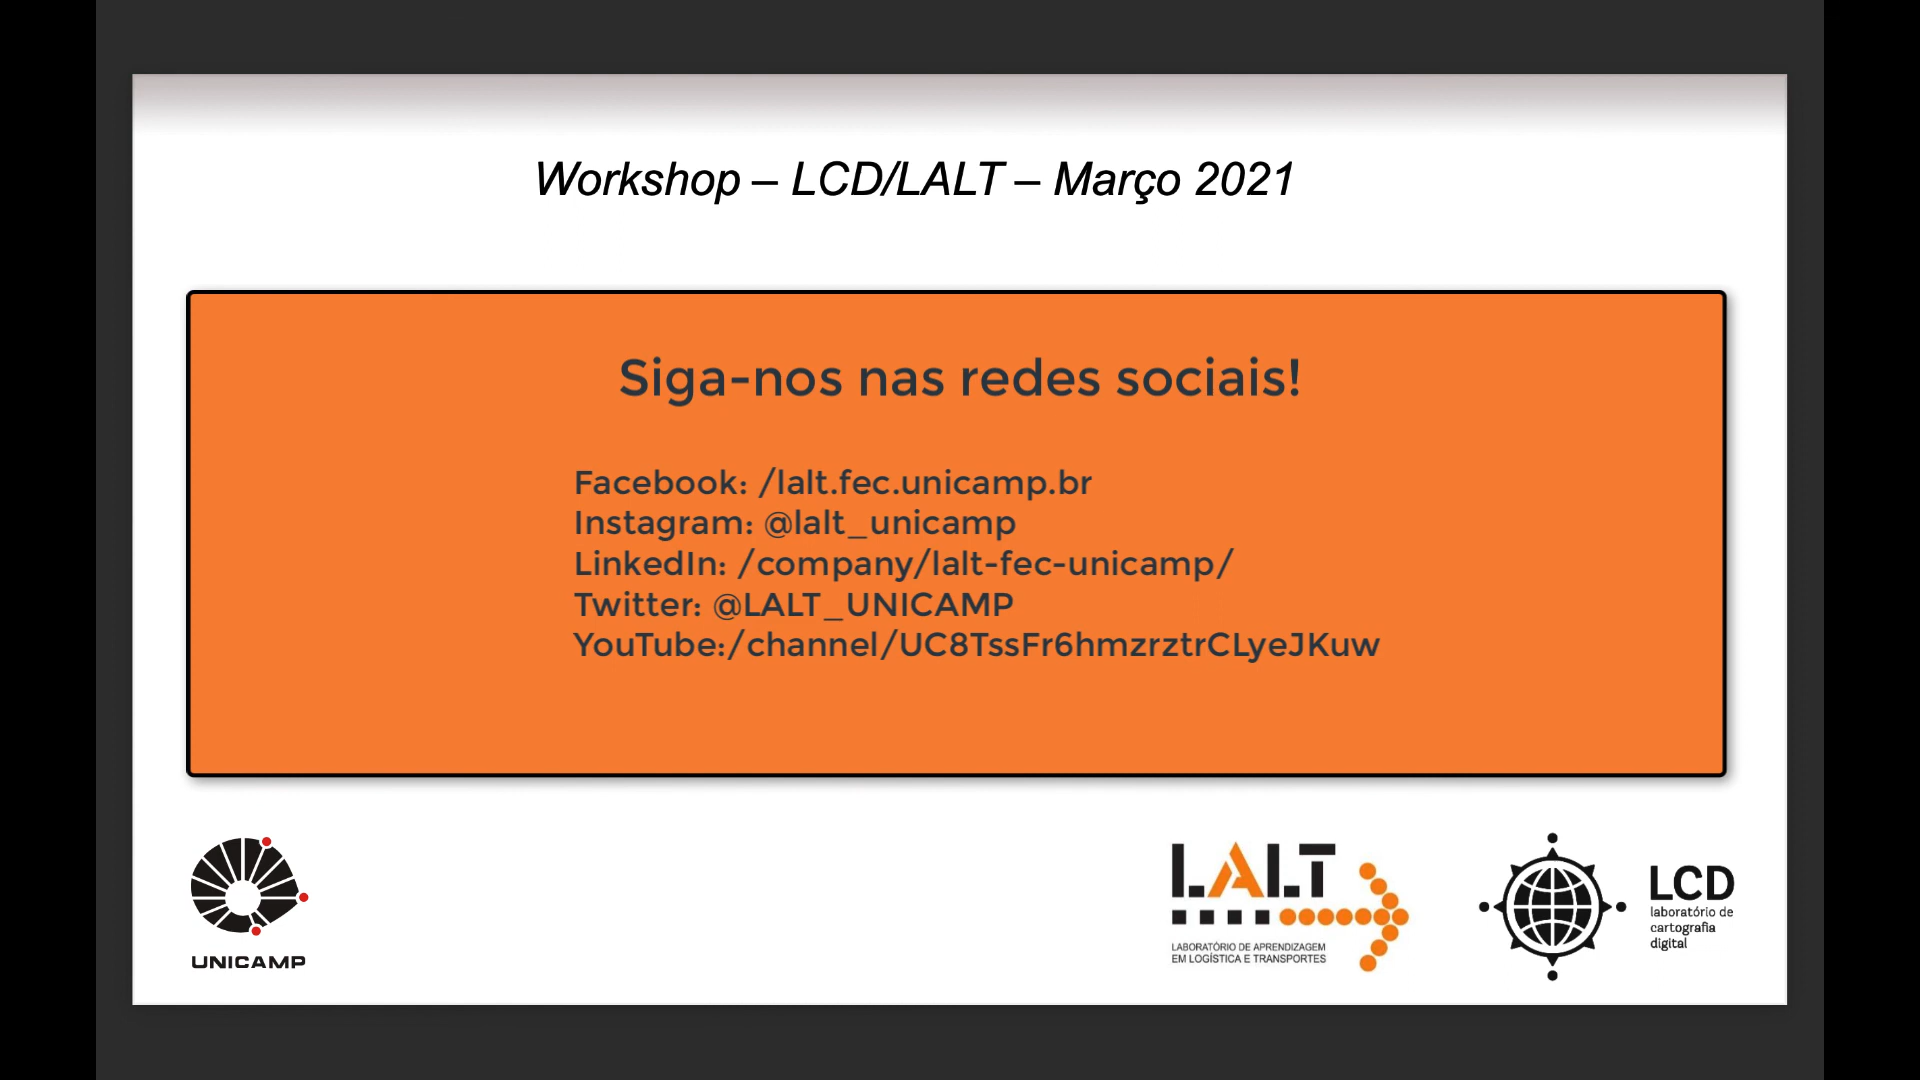 Workshop – LCD/LALT – Março 2021
Siga-nos nas redes sociais!
Facebook: /lalt.fec.unicamp.br
Instagram: @lalt_unicamp
LinkedIn: /company/lalt-fec-unicamp/
Twitter: @LALT_UNICAMP
YouTube:/channel/UC8TssFr6hmzrztrCLyeJKuw
UNICAMP
LALT
LABORATÓRIO DE APRENDIZAGEM
EM LOGÍSTICA E TRANSPORTES
LCD
laboratório de
cartografia
digital